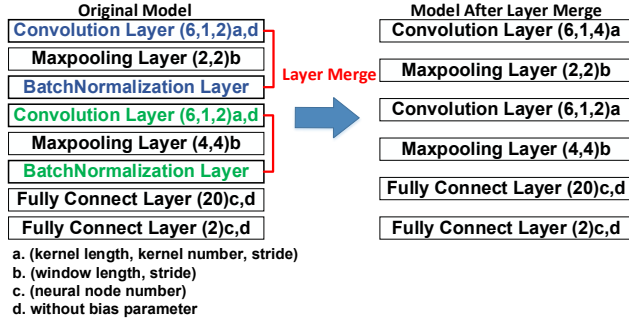 Original Model
Convolution Layer (6,1,2)a,d
Maxpooling Layer (2,2)b
BatchNormalization Layer
Convolution Layer (6,1,2)a,d
Maxpooling Layer (4,4)b
BatchNormalization Layer
Fully Connect Layer (20)c,d
Fully Connect Layer (2)c,d
a. (kernel length, kernel number, stride)
b. (window length, stride)
c. (neural node number)
d. without bias parameter
Layer Merge
Model After Layer Merge
Convolution Layer (6,1,4)a
Maxpooling Layer (2,2)b
Convolution Layer (6,1,2)a
Maxpooling Layer (4,4)b
Fully Connect Layer (20)c,d
Fully Connect Layer (2)c,d